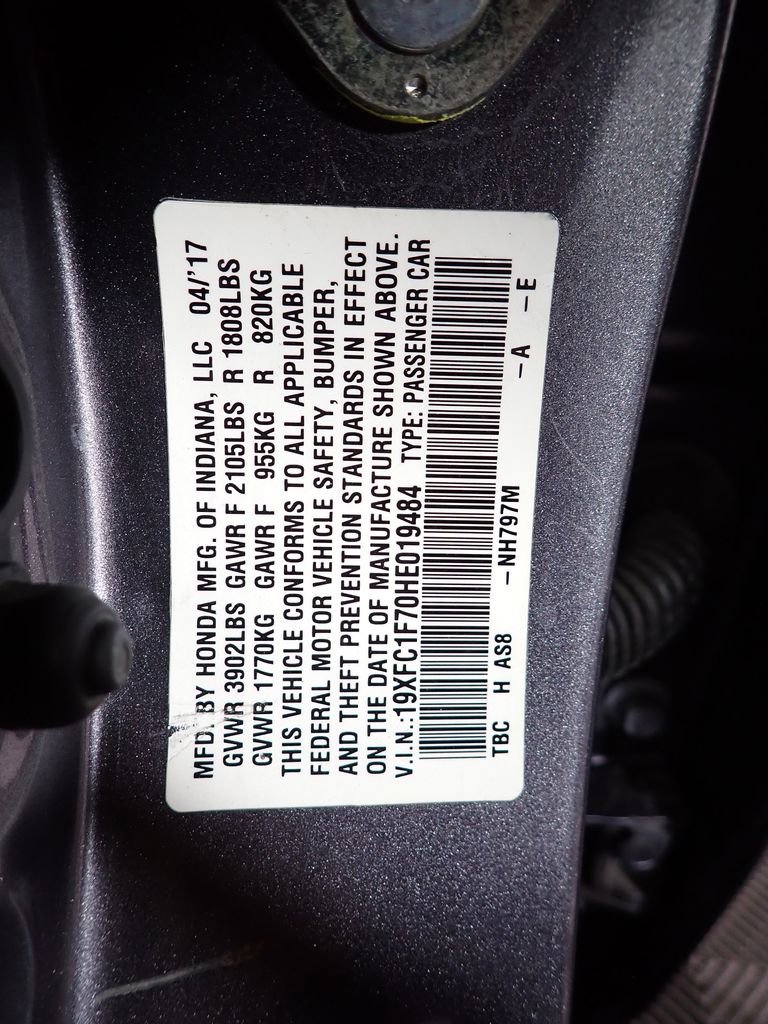 MFD. BY HONDA MFG. OF INDIANA, LLC 04/'17
GVWR 3902LBS GAWR F 2105LBS R 1808LBS
GVWR 1770KG GAWR F 955KG R 820KG
THIS VEHICLE CONFORMS TO ALL APPLICABLE
FEDERAL MOTOR VEHICLE SAFETY, BUMPER,
AND THEFT PREVENTION STANDARDS IN EFFECT
ON THE DATE OF MANUFACTURE SHOWN ABOVE.
V.I.N.:19XFC1F70HE019484 TYPE: PASSENGER CAR
TBC H AS8 -NH797M -A -E